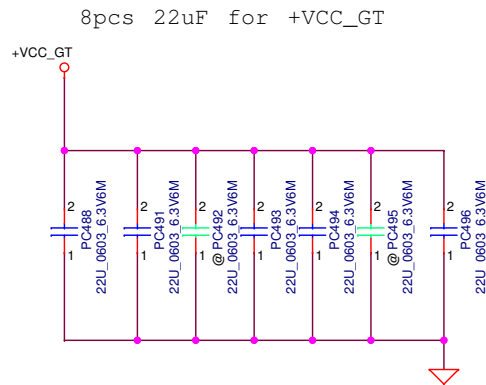 8pcs 22uF for +VCC_GT
+VCC_GT
2
1
PC488
22U_0603_6.3V6M
2
1
PC491
22U_0603_6.3V6M
2
1
@PC492
22U_0603_6.3V6M
2
1
PC493
22U_0603_6.3V6M
2
1
PC494
22U_0603_6.3V6M
2
1
@PC495
22U_0603_6.3V6M
2
1
PC496
22U_0603_6.3V6M